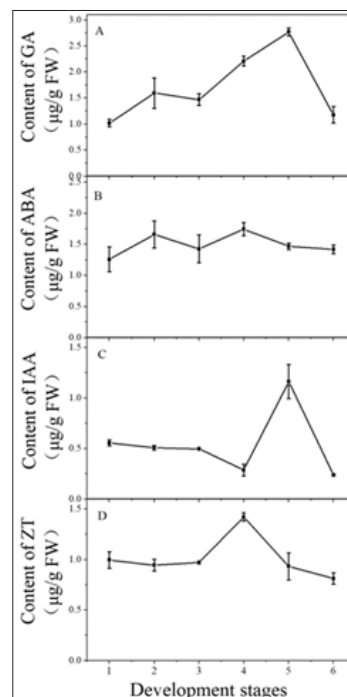 Content of GA
(μg/g FW)
A
3.0
2.5
2.0
1.5
1.0
0.5
0.0
Content of ABA
(μg/g FW)
B
2.5
2.0
1.5
1.0
0.5
0.0
Content of IAA
(μg/g FW)
C
1.5
1.0
0.5
0.0
Content of ZT
(μg/g FW)
D
1.5
1.0
0.5
0.0
1 2 3 4 5 6
Development stages